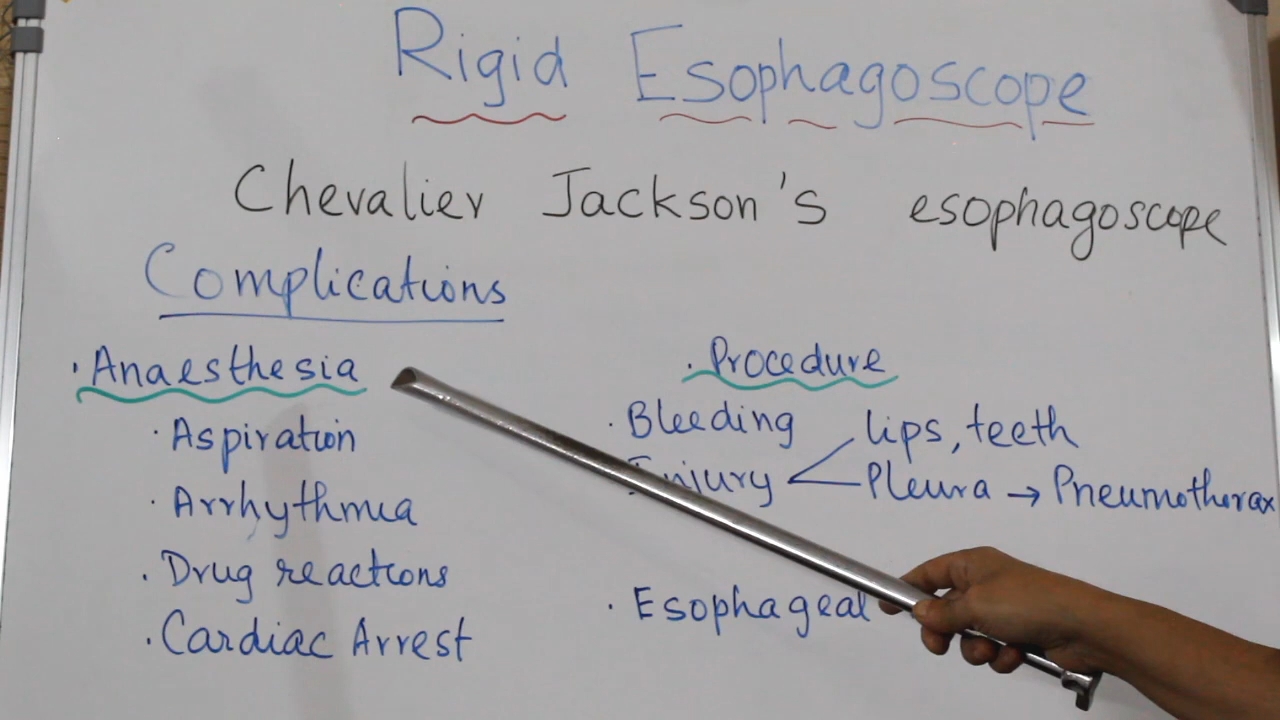 Rigid Esophagoscope
Chevalier Jackson's esophagoscope
Complications
· Anaesthesia
· Aspiration
· Arrhythmia
· Drug reactions
· Cardiac Arrest
· Procedure
· Bleeding
Injury < lips, teeth
Pleura → Pneumothorax
· Esophageal